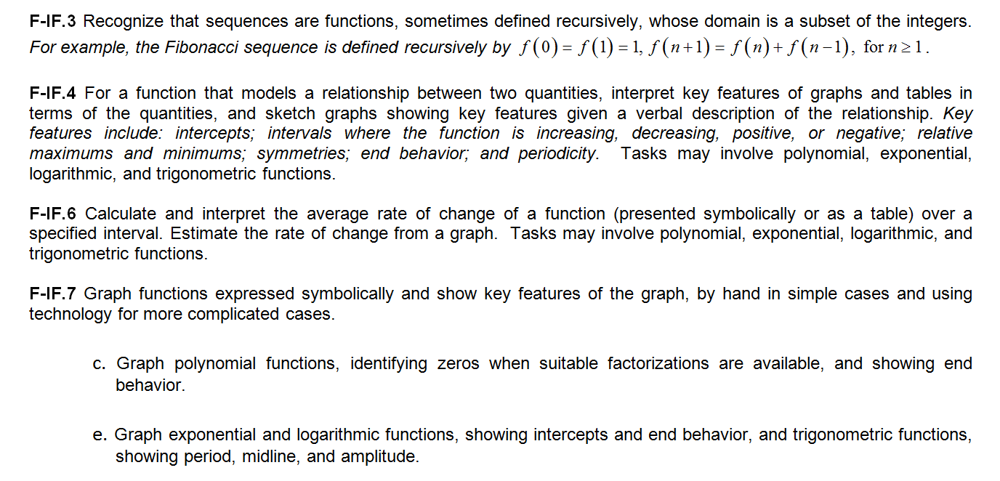 F-IF.3 Recognize that sequences are functions, sometimes defined recursively, whose domain is a subset of the integers.
For example, the Fibonacci sequence is defined recursively by f(0) = f(1) = 1, f(n+1) = f(n) + f(n−1), for n ≥ 1.
F-IF.4 For a function that models a relationship between two quantities, interpret key features of graphs and tables in
terms of the quantities, and sketch graphs showing key features given a verbal description of the relationship. Key
features include: intercepts; intervals where the function is increasing, decreasing, positive, or negative; relative
maximums and minimums; symmetries; end behavior; and periodicity. Tasks may involve polynomial, exponential,
logarithmic, and trigonometric functions.
F-IF.6 Calculate and interpret the average rate of change of a function (presented symbolically or as a table) over a
specified interval. Estimate the rate of change from a graph. Tasks may involve polynomial, exponential, logarithmic, and
trigonometric functions.
F-IF.7 Graph functions expressed symbolically and show key features of the graph, by hand in simple cases and using
technology for more complicated cases.
c. Graph polynomial functions, identifying zeros when suitable factorizations are available, and showing end
behavior.
e. Graph exponential and logarithmic functions, showing intercepts and end behavior, and trigonometric functions,
showing period, midline, and amplitude.